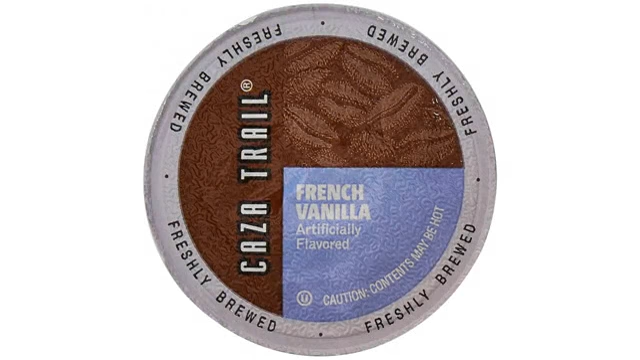 FRESHLY BREWED
FRESHLY BREWED
CAZA TRAIL®
FRENCH
VANILLA
Artificially
Flavored
CAUTION: CONTENTS MAY BE HOT
U
FRESHLY BREWED
FRESHLY BREWED